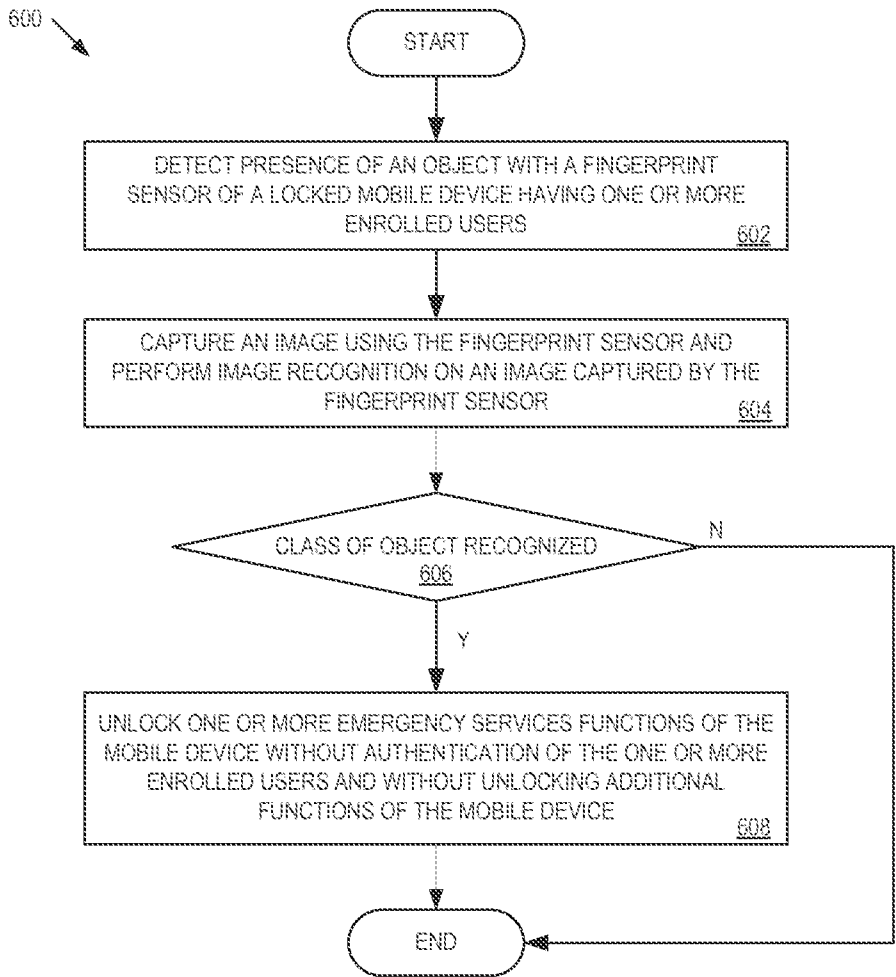 600
START
DETECT PRESENCE OF AN OBJECT WITH A FINGERPRINT
SENSOR OF A LOCKED MOBILE DEVICE HAVING ONE OR MORE
ENROLLED USERS
602
CAPTURE AN IMAGE USING THE FINGERPRINT SENSOR AND
PERFORM IMAGE RECOGNITION ON AN IMAGE CAPTURED BY THE
FINGERPRINT SENSOR
604
CLASS OF OBJECT RECOGNIZED
606
N
Y
UNLOCK ONE OR MORE EMERGENCY SERVICES FUNCTIONS OF THE
MOBILE DEVICE WITHOUT AUTHENTICATION OF THE ONE OR MORE
ENROLLED USERS AND WITHOUT UNLOCKING ADDITIONAL
FUNCTIONS OF THE MOBILE DEVICE
608
END